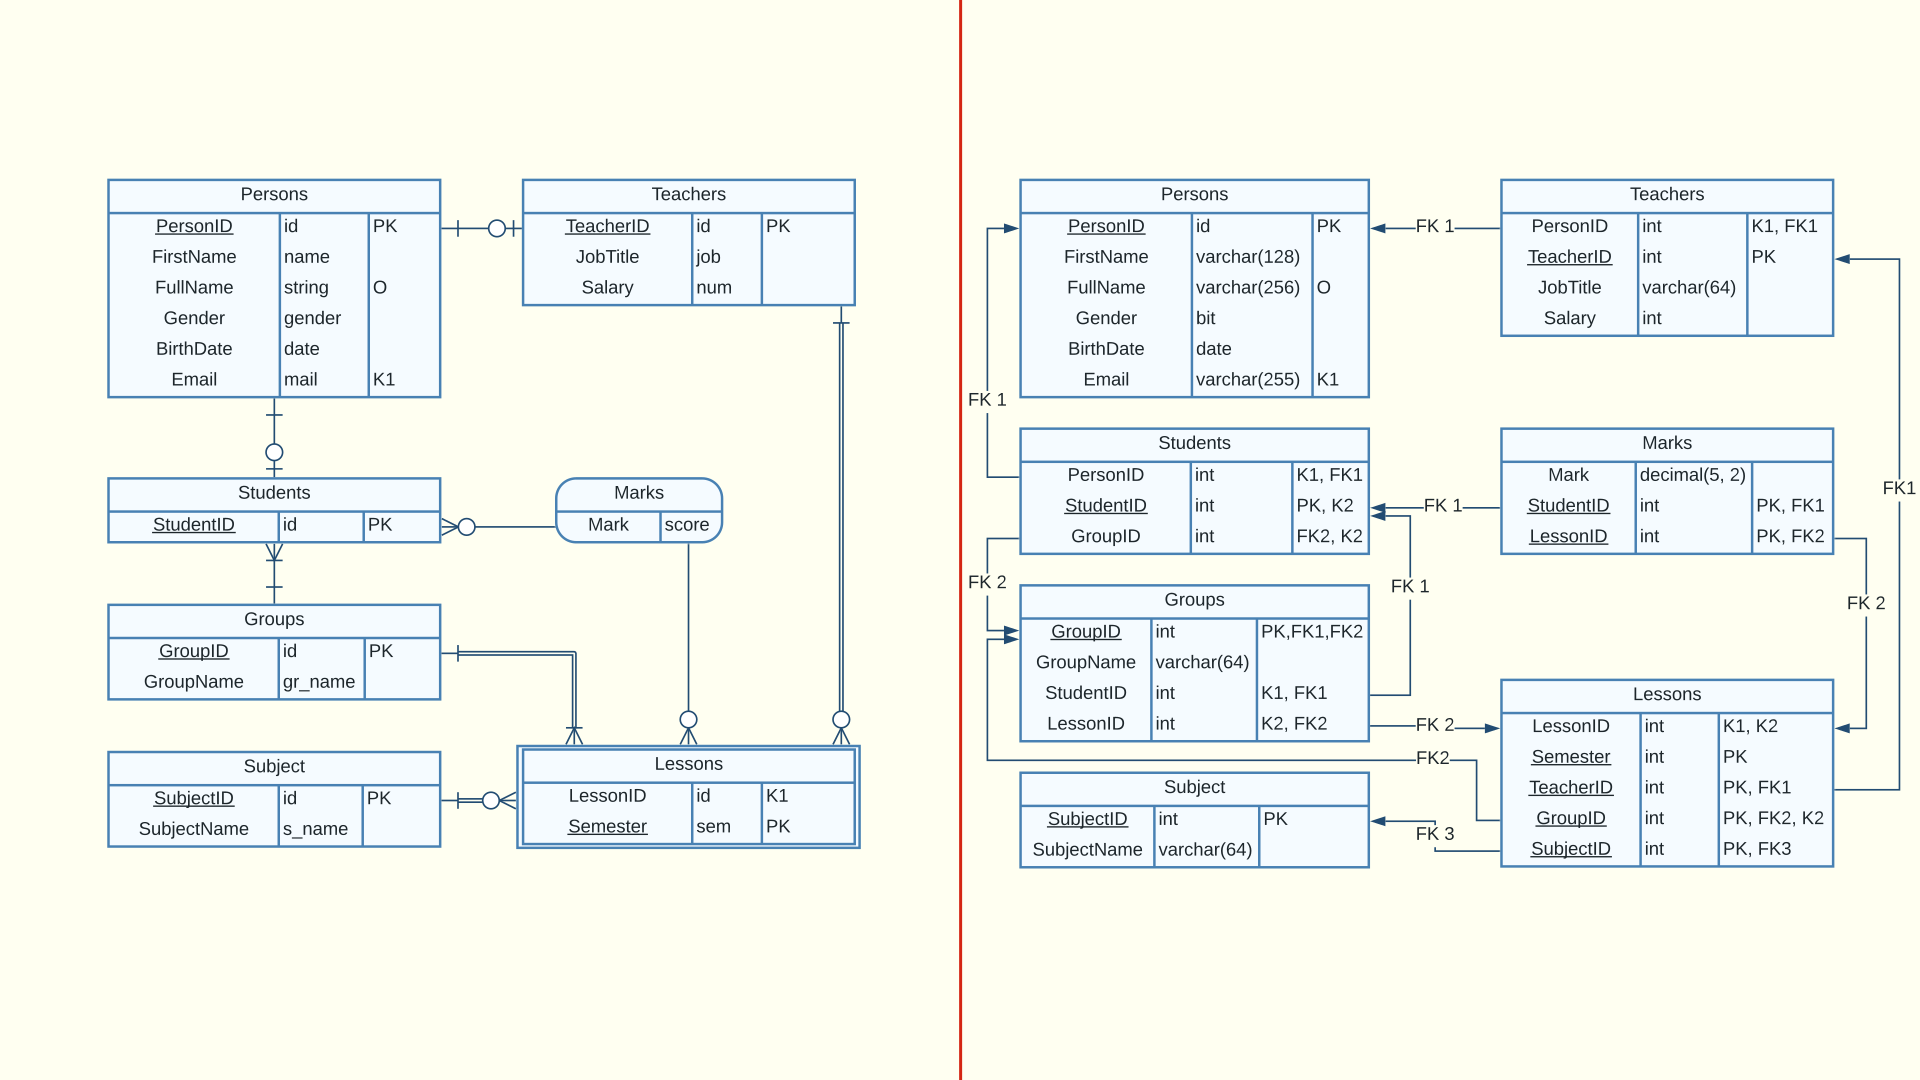 Persons
PersonID id PK
FirstName name
FullName string O
Gender gender
BirthDate date
Email mail K1
Teachers
TeacherID id PK
JobTitle job
Salary num
Students
StudentID id PK
Marks
Mark score
Groups
GroupID id PK
GroupName gr_name
Subject
SubjectID id PK
SubjectName s_name
Lessons
LessonID id K1
Semester sem PK
Persons
PersonID id PK
FirstName varchar(128)
FullName varchar(256) O
Gender bit
BirthDate date
Email varchar(255) K1
FK 1
Teachers
PersonID int K1, FK1
TeacherID int PK
JobTitle varchar(64)
Salary int
FK 1
Students
PersonID int K1, FK1
StudentID int PK, K2
GroupID int FK2, K2
FK 1
Marks
Mark decimal(5, 2)
StudentID int PK, FK1
LessonID int PK, FK2
FK1
FK 2
FK 1
FK 2
Groups
GroupID int PK,FK1,FK2
GroupName varchar(64)
StudentID int K1, FK1
LessonID int K2, FK2
FK 2
FK2
Subject
SubjectID int PK
SubjectName varchar(64)
FK 3
Lessons
LessonID int K1, K2
Semester int PK
TeacherID int PK, FK1
GroupID int PK, FK2, K2
SubjectID int PK, FK3